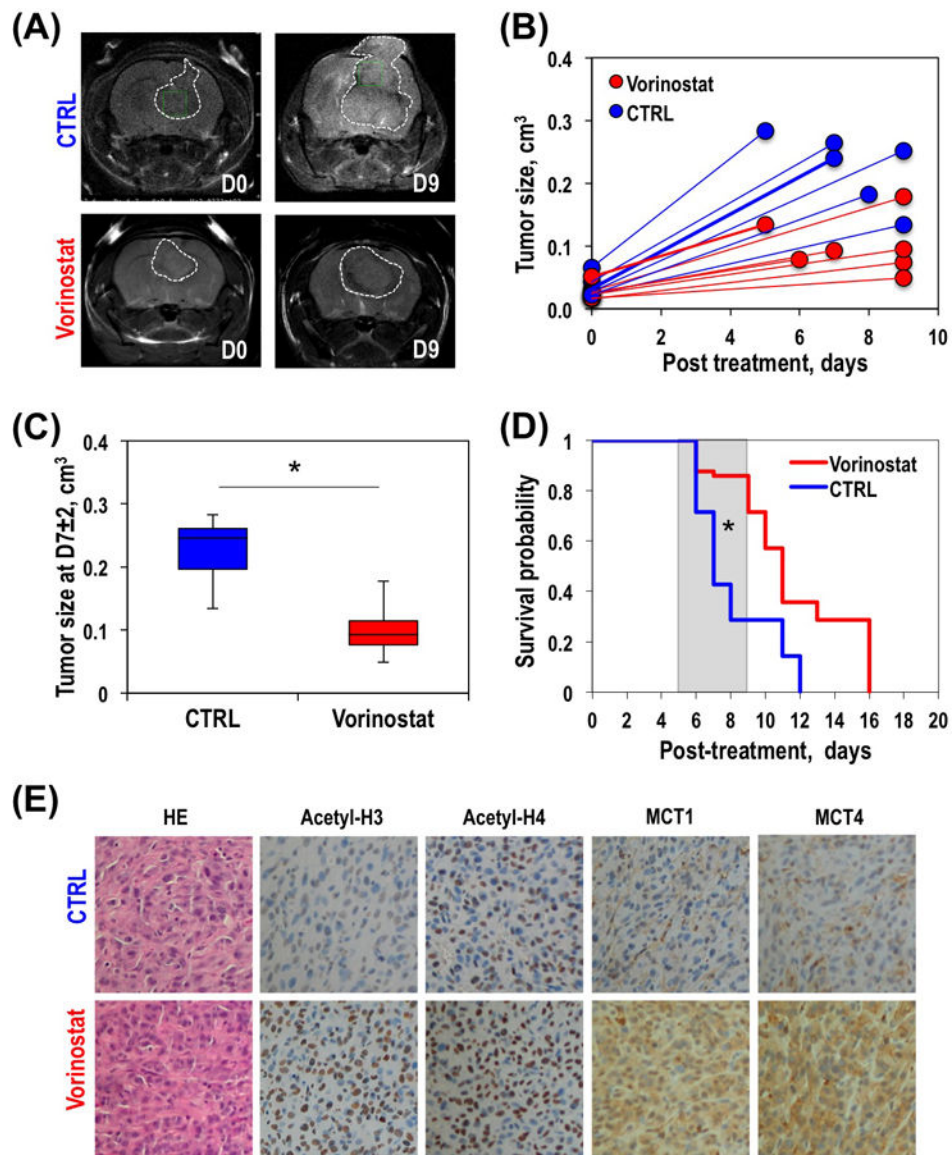 (A)
CTRL
D0
D9
Vorinostat
D0
D9
(B)
Tumor size, cm³
0.4
0.3
0.2
0.1
0.0
Vorinostat
CTRL
0 2 4 6 8 10
Post treatment, days
(C)
Tumor size at D7±2, cm³
0.4
0.3
0.2
0.1
0
*
CTRL Vorinostat
(D)
Survival probability
1
0.8
0.6
0.4
0.2
0
Vorinostat
CTRL
*
0 2 4 6 8 10 12 14 16 18 20
Post-treatment, days
(E)
HE Acetyl-H3 Acetyl-H4 MCT1 MCT4
CTRL
Vorinostat